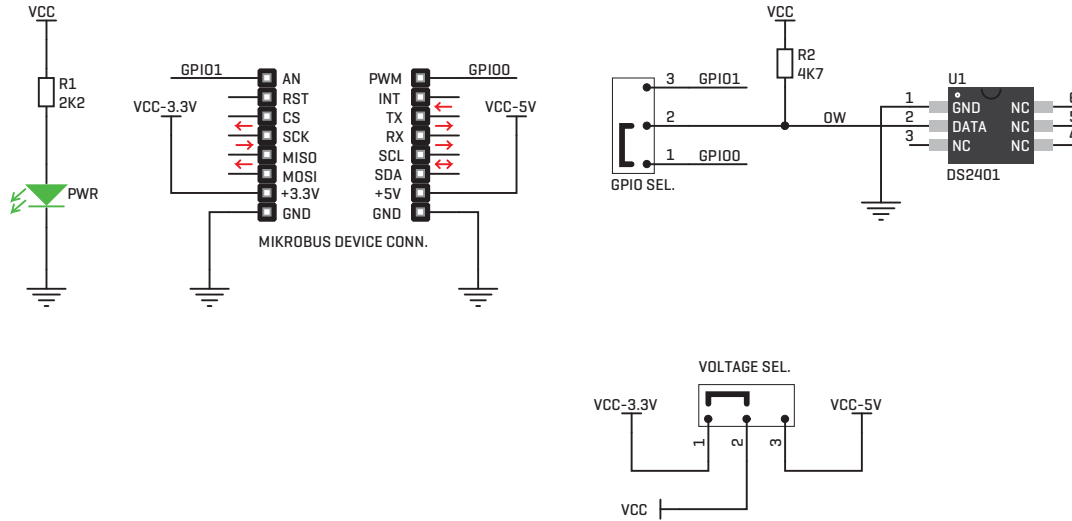 VCC
R1
2K2
PWR
GPIO1
GPIO0
VCC-3.3V
VCC-5V
AN
RST
CS
SCK
MISO
MOSI
+3.3V
GND
PWM
INT
TX
RX
SCL
SDA
+5V
GND
MIKROBUS DEVICE CONN.
VCC
R2
4K7
3 GPIO1
2
1 GPIO0
GPIO SEL.
OW
U1
1 GND NC 6
2 DATA NC 5
3 NC NC 4
DS2401
VOLTAGE SEL.
VCC-3.3V
VCC-5V
1 2 3
VCC